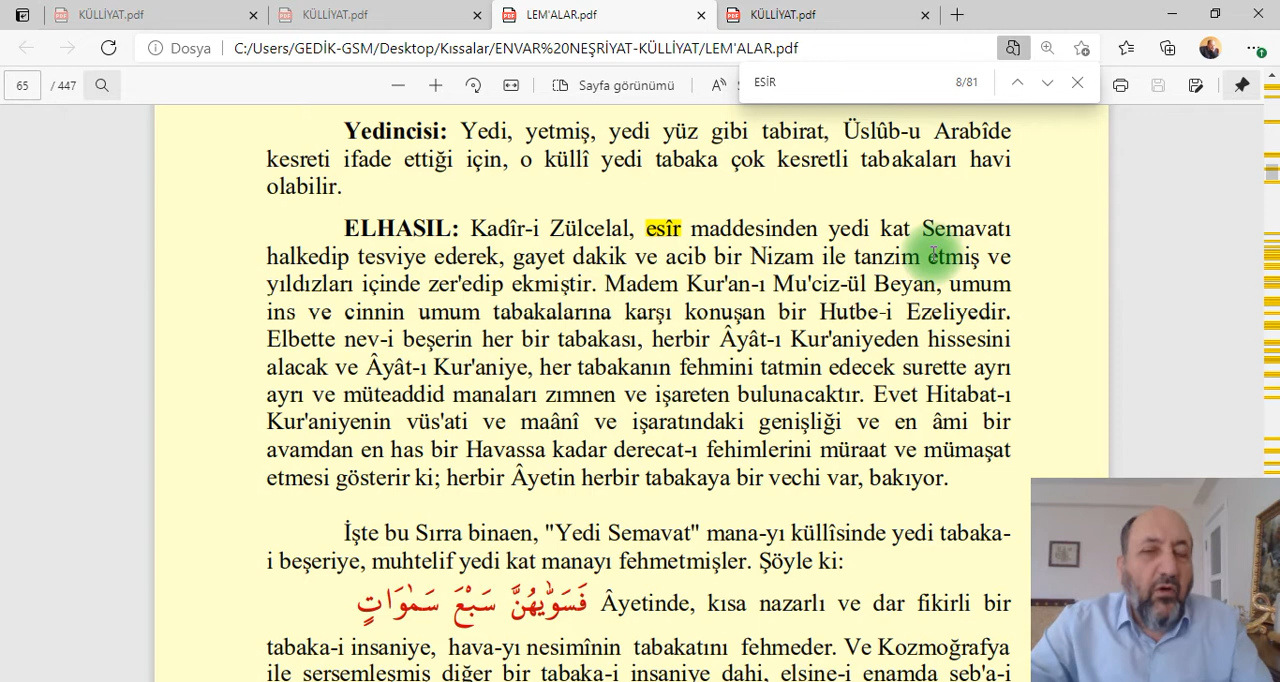 KÜLLİYAT.pdf
KÜLLİYAT.pdf
LEM'ALAR.pdf
KÜLLİYAT.pdf
Dosya C:/Users/GEDİK-GSM/Desktop/Kıssalar/ENVAR%20NEŞRİYAT-KÜLLİYAT/LEM'ALAR.pdf
65 / 447 Sayfa görünümü
ESİR 8/81
Yedincisi: Yedi, yetmiş, yedi yüz gibi tabirat, Üslûb-u Arabîde
kesreti ifade ettiği için, o küllî yedi tabaka çok kesretli tabakaları havi
olabilir.
ELHASIL: Kadîr-i Zülcelal, esîr maddesinden yedi kat Semavatı
halkedip tesviye ederek, gayet dakik ve acib bir Nizam ile tanzim etmiş ve
yıldızları içinde zer'edip ekmiştir. Madem Kur'an-ı Mu'ciz-ül Beyan, umum
ins ve cinnin umum tabakalarına karşı konuşan bir Hutbe-i Ezeliyedir.
Elbette nev-i beşerin her bir tabakası, herbir Âyât-ı Kur'aniyeden hissesini
alacak ve Âyât-ı Kur'aniye, her tabakanın fehmini tatmin edecek surette ayrı
ayrı ve müteaddid manaları zımnen ve işareten bulunacaktır. Evet Hitabat-ı
Kur'aniyenin vüs'ati ve maânî ve işaratındaki genişliği ve en âmi bir
avamdan en has bir Havassa kadar derecat-ı fehimlerini müraat ve mümaşat
etmesi gösterir ki; herbir Âyetin herbir tabakaya bir vechi var, bakıyor.
İşte bu Sırra binaen, "Yedi Semavat" mana-yı küllîsinde yedi tabaka-
i beşeriye, muhtelif yedi kat manayı fehmetmişler. Şöyle ki:
فَسَوّٰيهُنَّ سَبْعَ سَمٰوَاتٍ Âyetinde, kısa nazarlı ve dar fikirli bir
tabaka-i insaniye, hava-yı nesimînin tabakatını fehmeder. Ve Kozmoğrafya
ile sersemleşmiş diğer bir tabaka-i insaniye dahi, elsine-i enamda seb'a-i